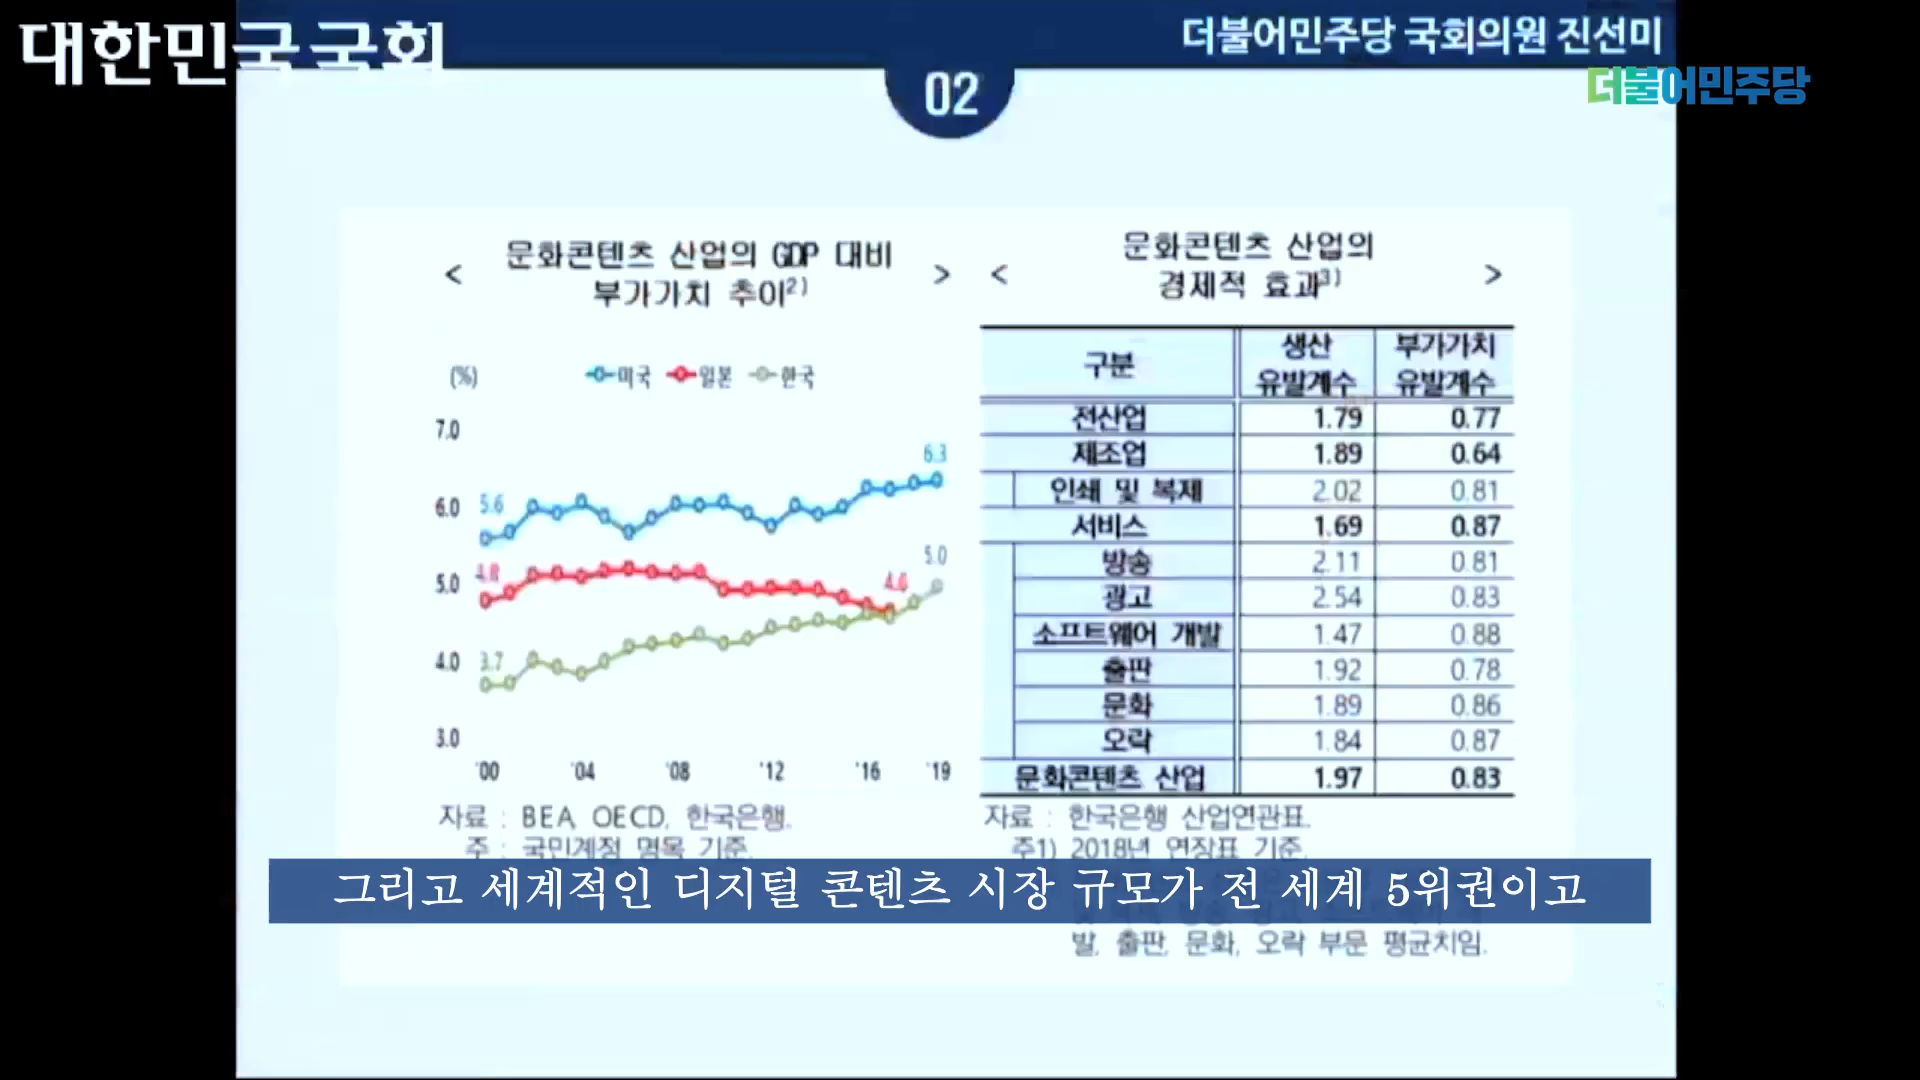 대한민국국회
더불어민주당 국회의원 진선미
더불어민주당
02
< 문화콘텐츠 산업의 GDP 대비 >
부가가치 추이2)
(%)
미국 일본 한국
7.0
6.0
5.0
4.0
3.0
5.6
6.3
4.8
5.0
3.7
'00 '04 '08 '12 '16 '19
자료 : BEA, OECD, 한국은행.
주 : 국민계정 명목 기준.
< 문화콘텐츠 산업의 >
경제적 효과3)
구분 생산 유발계수 부가가치 유발계수
전산업 1.79 0.77
제조업 1.89 0.64
인쇄 및 복제 2.02 0.81
서비스 1.69 0.87
방송 2.11 0.81
광고 2.54 0.83
소프트웨어 개발 1.47 0.88
출판 1.92 0.78
문화 1.89 0.86
오락 1.84 0.87
문화콘텐츠 산업 1.97 0.83
자료 : 한국은행 산업연관표.
주1) 2018년 연장표 기준.
발, 출판, 문화, 오락 부문 평균치임.
그리고 세계적인 디지털 콘텐츠 시장 규모가 전 세계 5위권이고